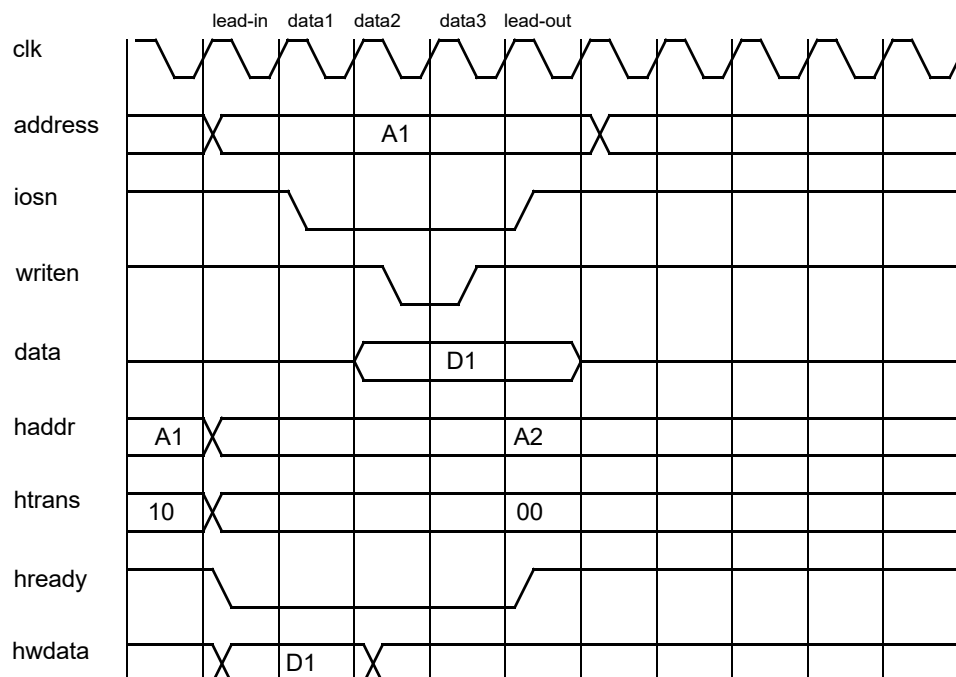 lead-in data1 data2 data3 lead-out
clk
address A1
iosn
writen
data D1
haddr A1 A2
htrans 10 00
hready
hwdata D1